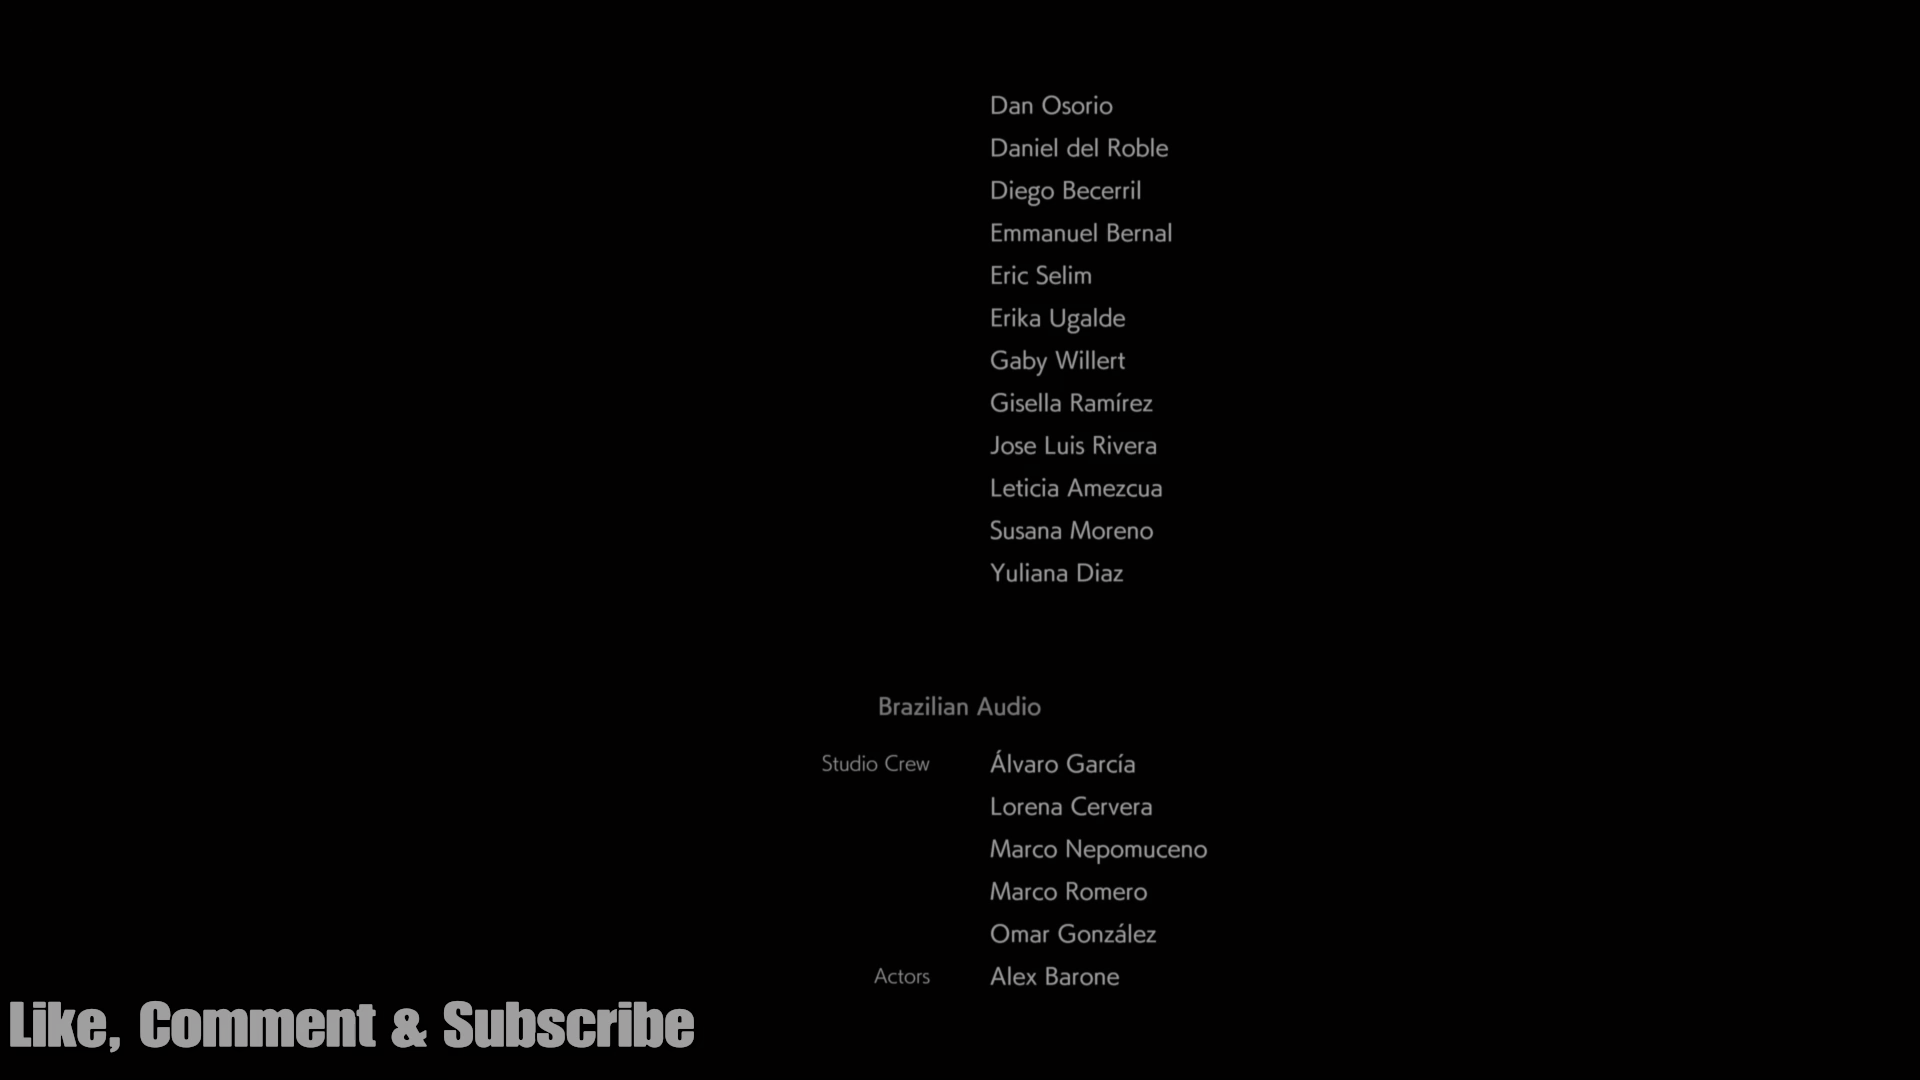 Dan Osorio
Daniel del Roble
Diego Becerril
Emmanuel Bernal
Eric Selim
Erika Ugalde
Gaby Willert
Gisella Ramírez
Jose Luis Rivera
Leticia Amezcua
Susana Moreno
Yuliana Diaz
Brazilian Audio
Studio Crew Álvaro García
Lorena Cervera
Marco Nepomuceno
Marco Romero
Omar González
Actors Alex Barone
Like, Comment & Subscribe